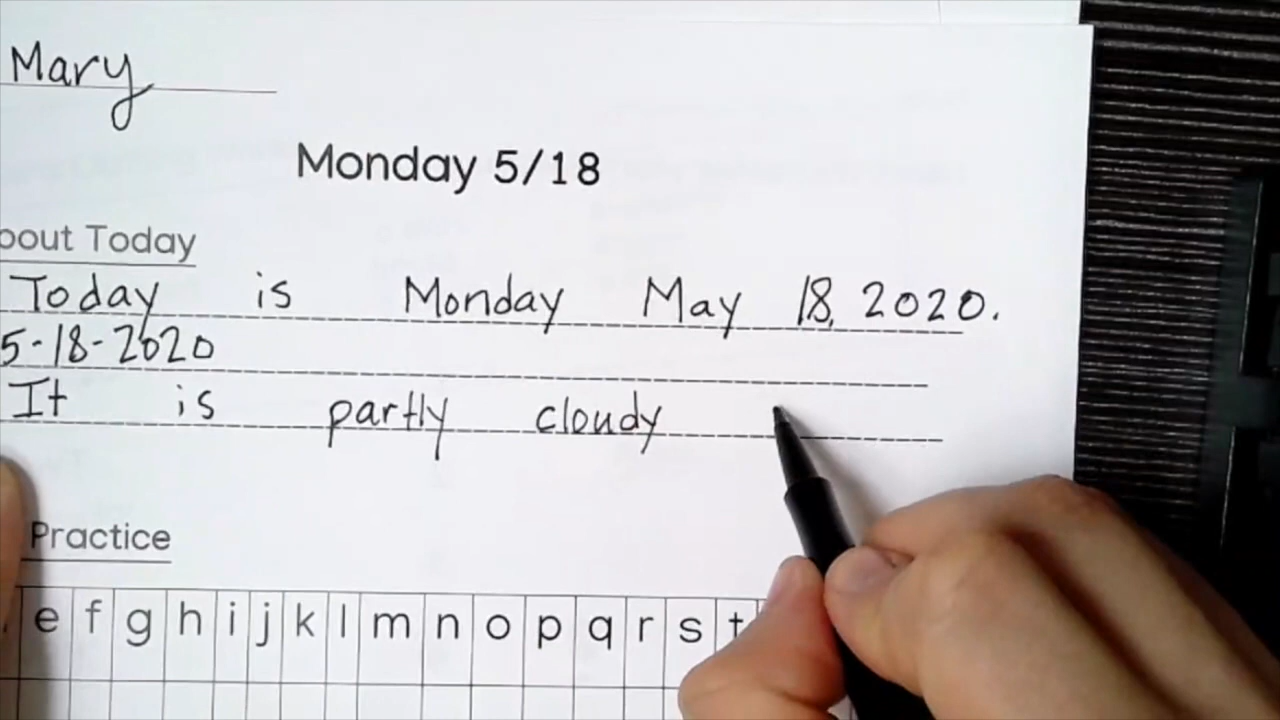 Mary
Monday 5/18
bout Today
Today is Monday May 18, 2020.
5-18-2020
It is partly cloudy
Practice
e f g h i j k l m n o p q r s t